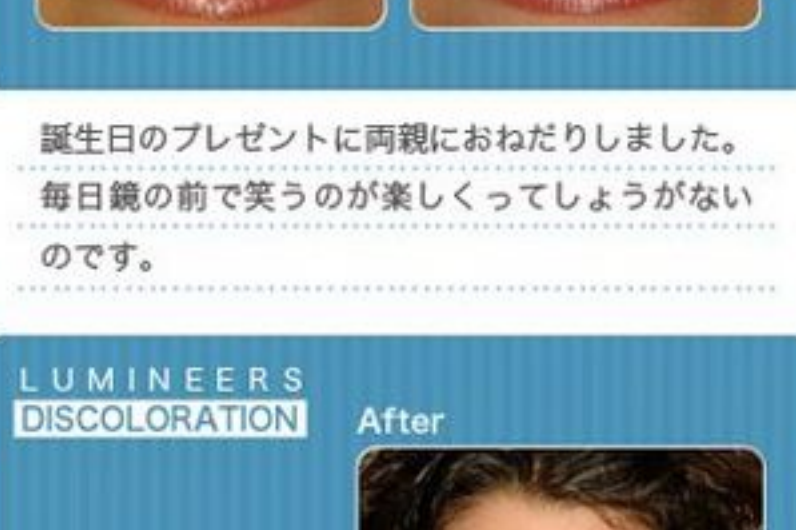 誕生日のプレゼントに両親におねだりしました。
毎日鏡の前で笑うのが楽しくってしょうがない
のです。
LUMINEERS
DISCOLORATION
After